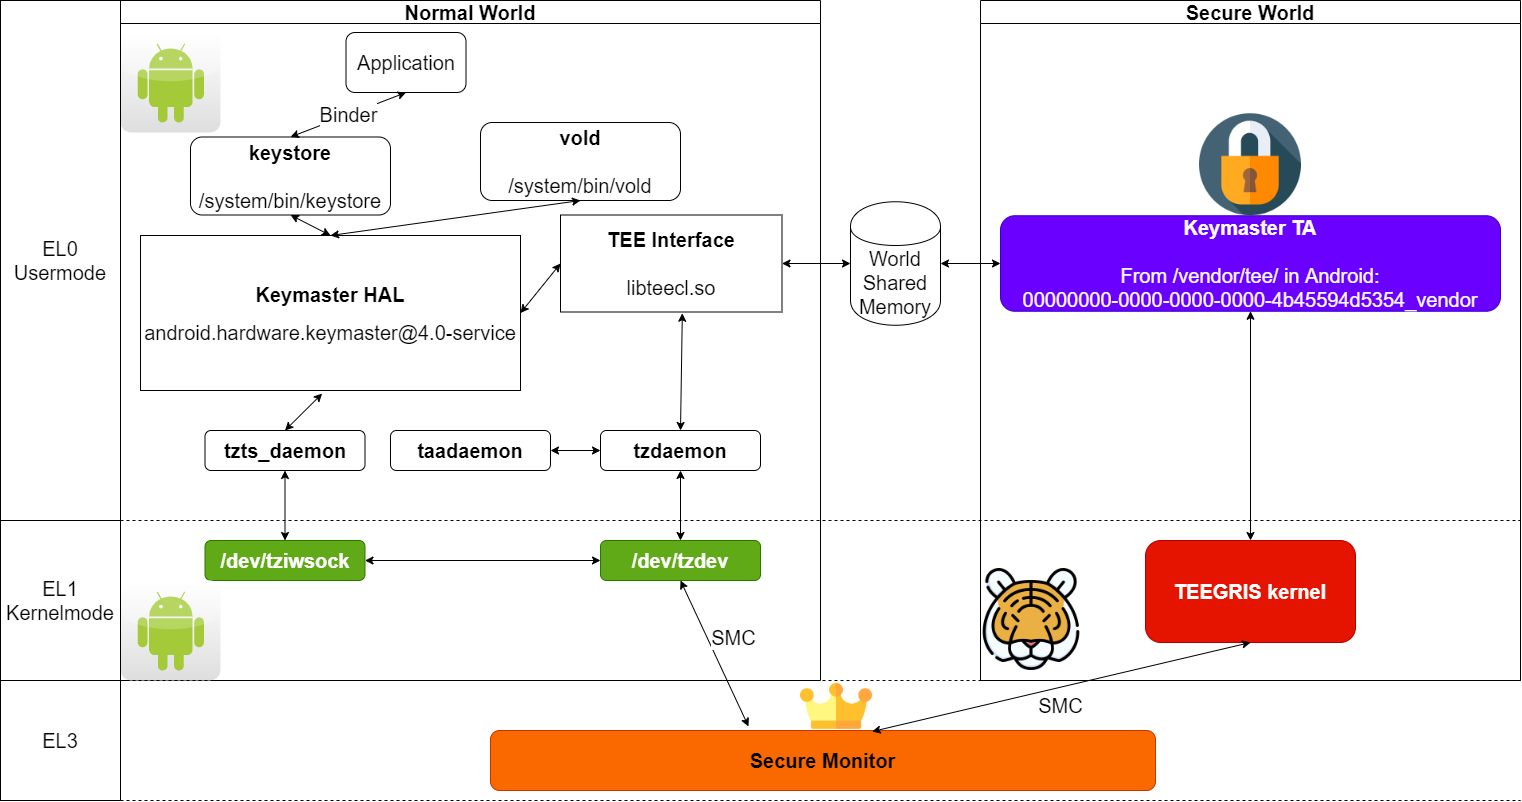 Normal World
Secure World
Application
Binder
keystore
/system/bin/keystore
vold
/system/bin/vold
EL0
Usermode
Keymaster HAL
android.hardware.keymaster@4.0-service
TEE Interface
libteecl.so
World
Shared
Memory
Keymaster TA
From /vendor/tee/ in Android:
00000000-0000-0000-0000-4b45594d5354_vendor
tzts_daemon
taadaemon
tzdaemon
EL1
Kernelmode
/dev/tziwsock
/dev/tzdev
TEEGRIS kernel
SMC
SMC
EL3
Secure Monitor